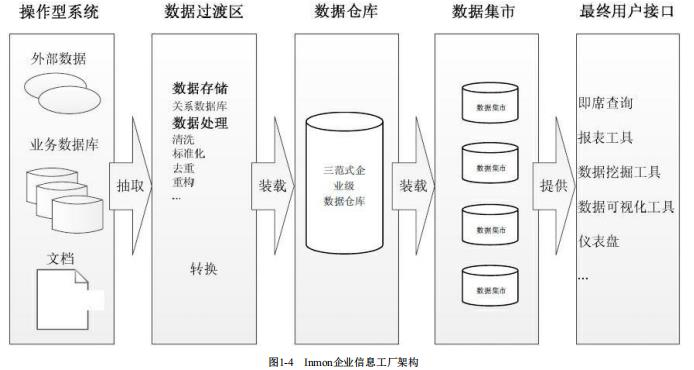 操作型系统
数据过渡区
数据仓库
数据集市
最终用户接口
外部数据
业务数据库
文档
抽取
数据存储
关系数据库
数据处理
清洗
标准化
去重
重构
...
转换
装载
三范式企
业级
数据仓库
装载
数据集市
数据集市
数据集市
数据集市
提供
即席查询
报表工具
数据挖掘工具
数据可视化工具
仪表盘
...
图1-4 Inmon企业信息工厂架构